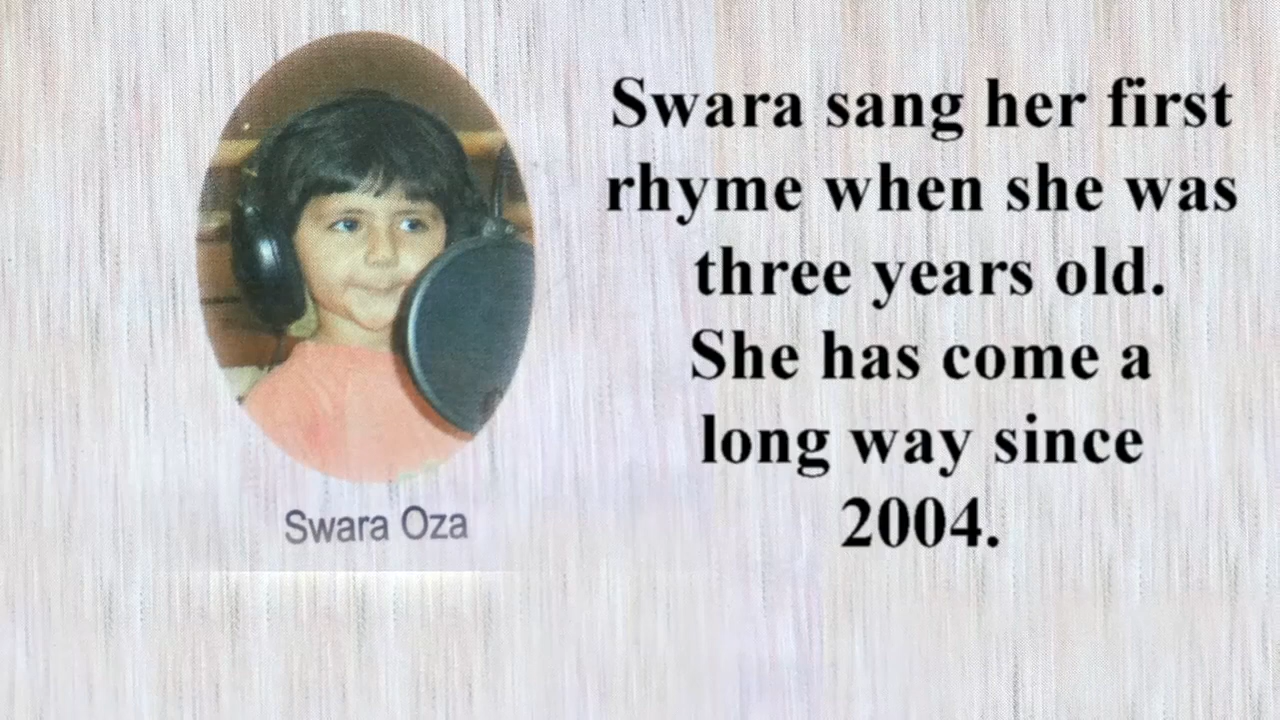 Swara sang her first
rhyme when she was
three years old.
She has come a
long way since
2004.
Swara Oza